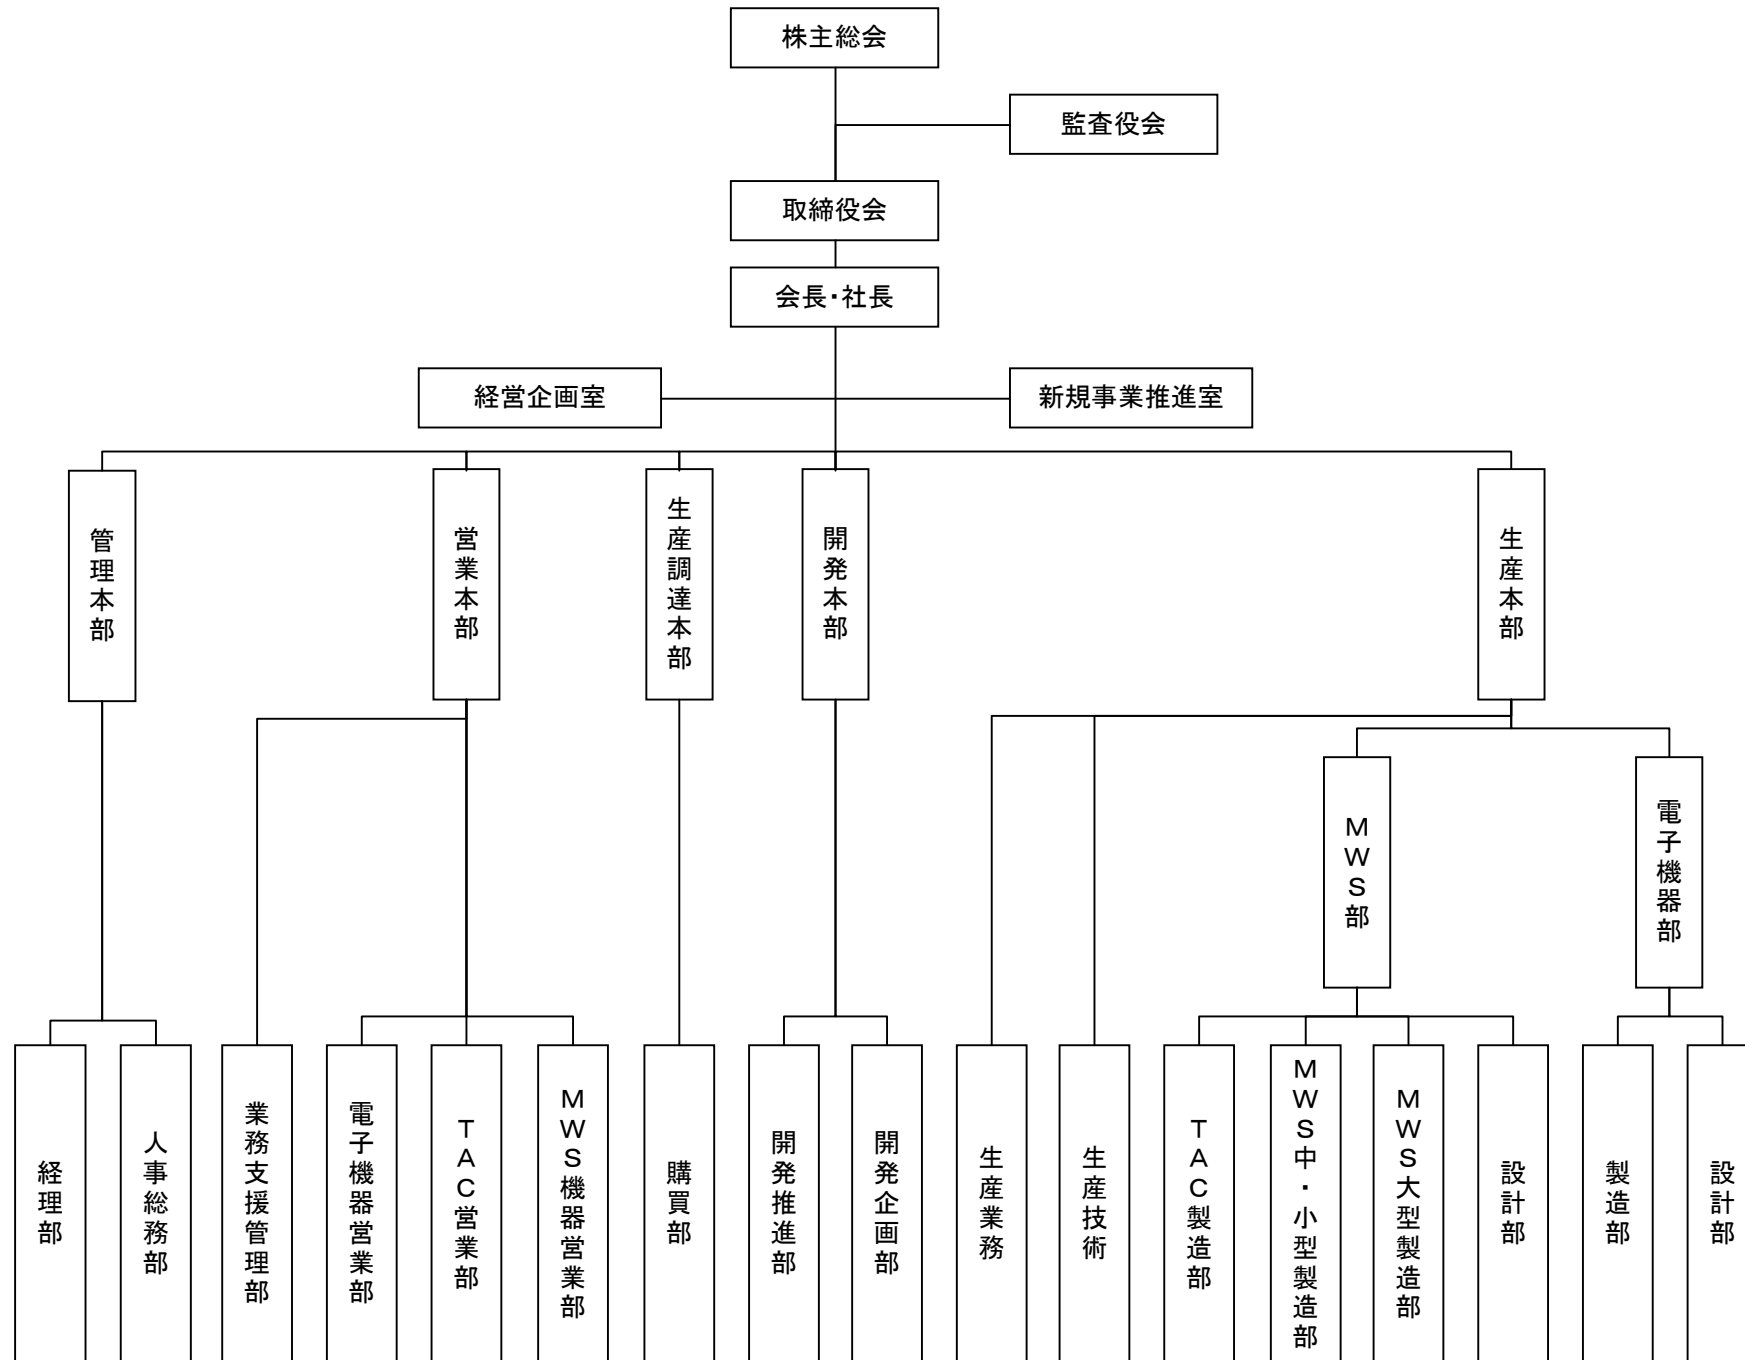 株主総会
監査役会
取締役会
会長・社長
経営企画室
新規事業推進室
管理本部
営業本部
生産調達本部
開発本部
生産本部
MWS部
電子機器部
経理部
人事総務部
業務支援管理部
電子機器営業部
TAC営業部
MWS機器営業部
購買部
開発推進部
開発企画部
生産業務
生産技術
TAC製造部
MWS中・小型製造部
MWS大型製造部
設計部
製造部
設計部